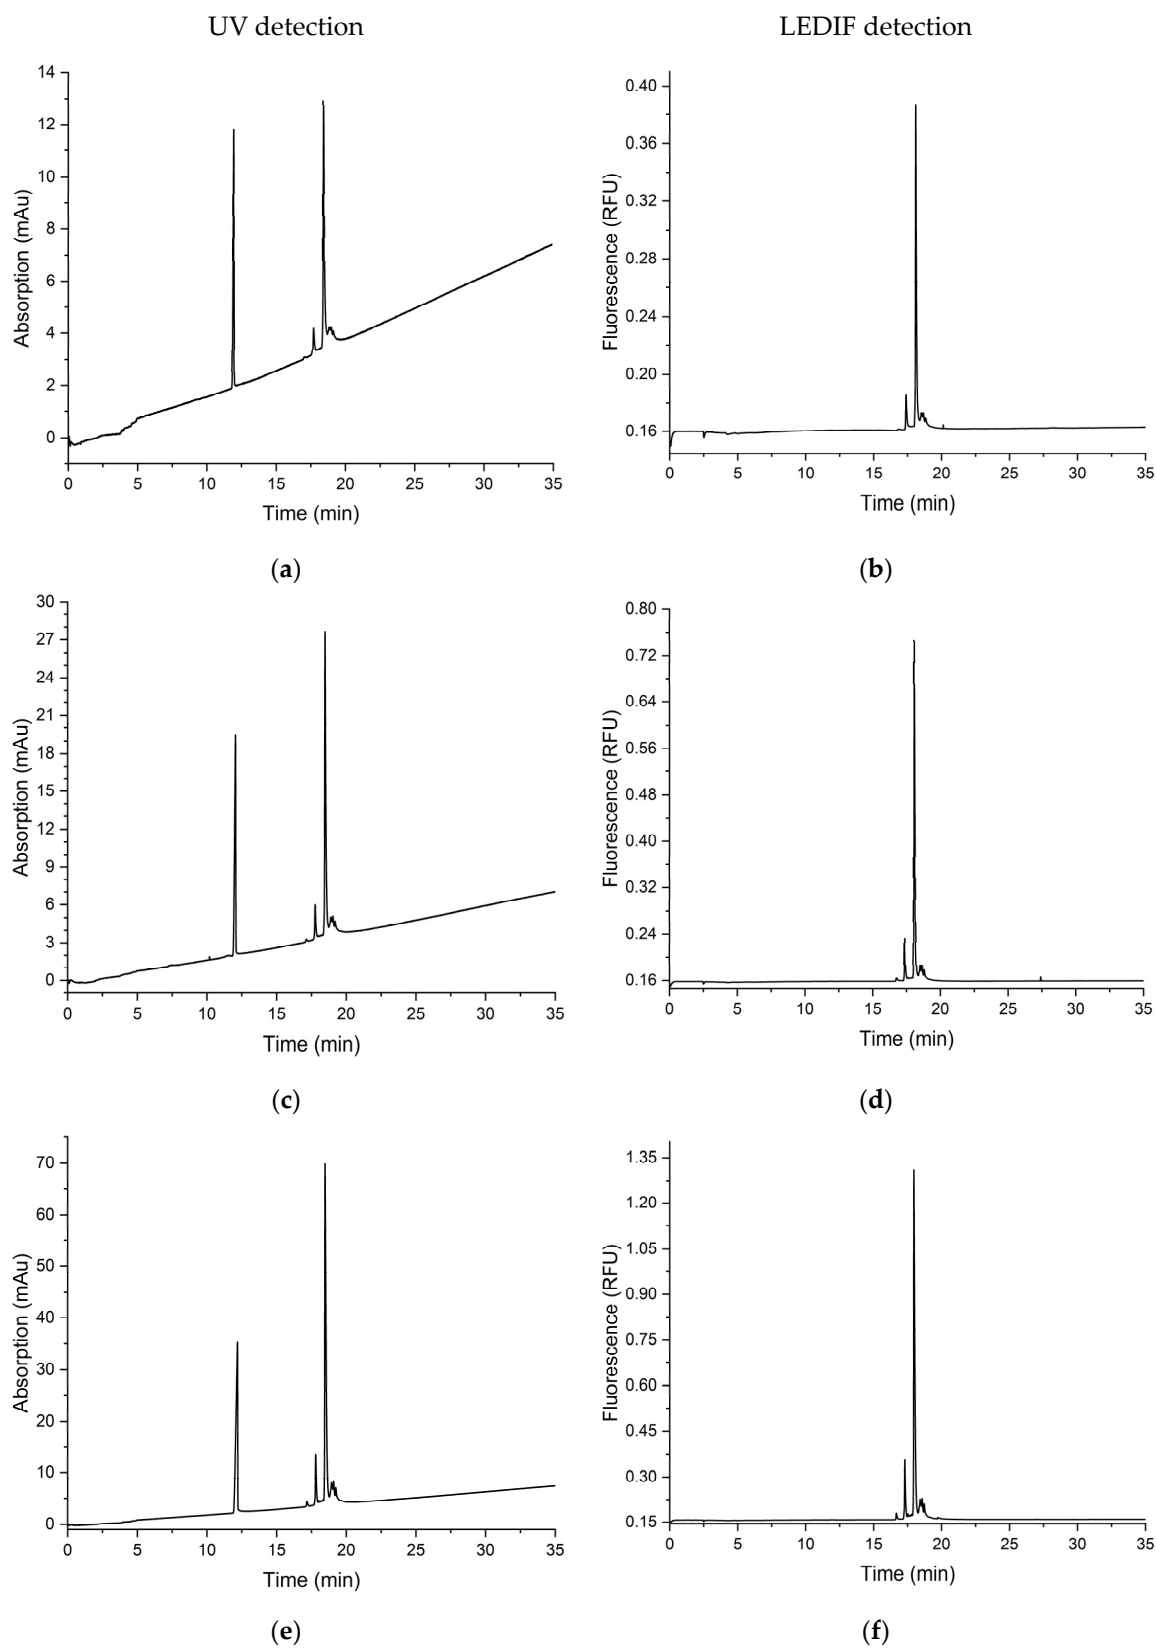 UV detection
LEDIF detection
14
12
10
8
6
4
2
0
Absorption (mAu)
0 5 10 15 20 25 30 35
Time (min)
(a)
0.40
0.36
0.32
0.28
0.24
0.20
0.16
Fluorescence (RFU)
0 5 10 15 20 25 30 35
Time (min)
(b)
30
27
24
21
18
15
12
9
6
3
0
Absorption (mAu)
0 5 10 15 20 25 30 35
Time (min)
(c)
0.80
0.72
0.64
0.56
0.48
0.40
0.32
0.24
0.16
Fluorescence (RFU)
0 5 10 15 20 25 30 35
Time (min)
(d)
70
60
50
40
30
20
10
0
Absorption (mAu)
0 5 10 15 20 25 30 35
Time (min)
(e)
1.35
1.20
1.05
0.90
0.75
0.60
0.45
0.30
0.15
Fluorescence (RFU)
0 5 10 15 20 25 30 35
Time (min)
(f)